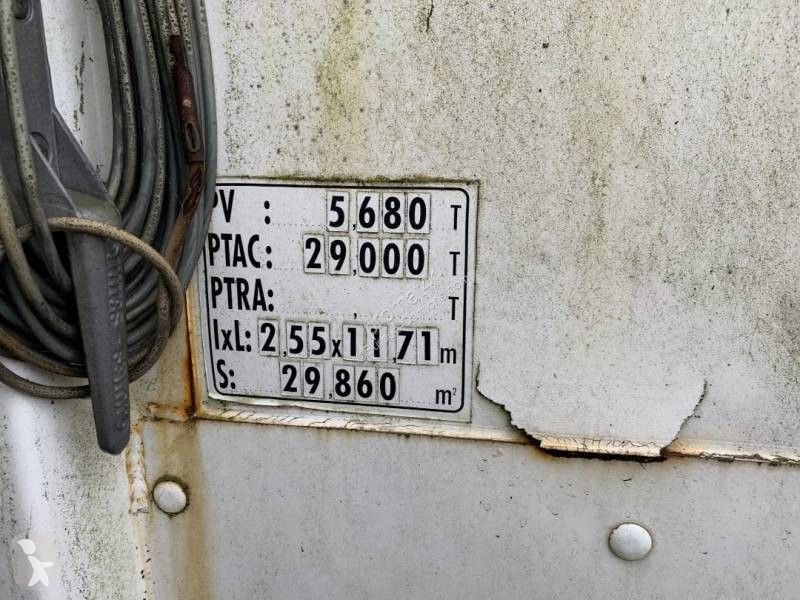 PV : 5,680 T
PTAC: 29,000 T
PTRA: , T
lxL: 2,55x11,71 m
S: 29,860 m²